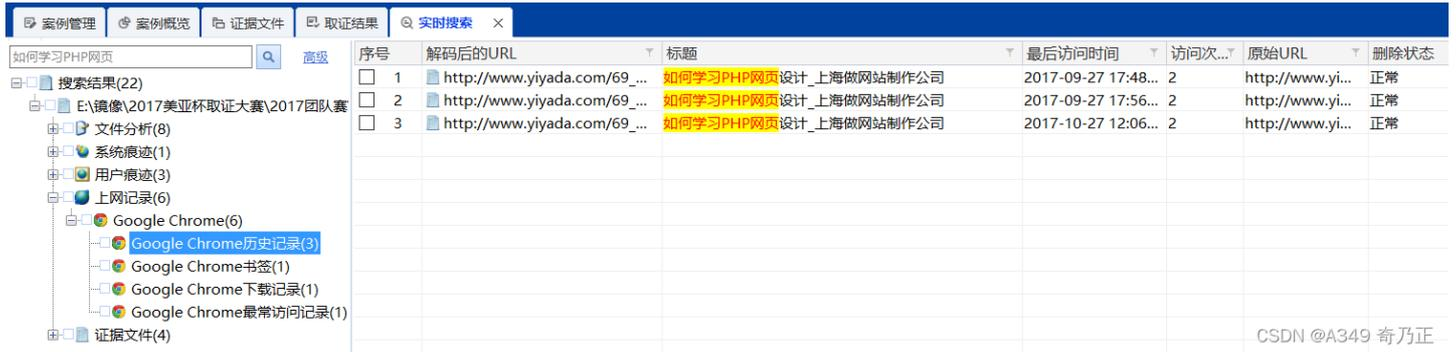 案例管理 案例概览 证据文件 取证结果 实时搜索
如何学习PHP网页 高级
搜索结果(22)
E:\镜像\2017美亚杯取证大赛\2017团队赛
文件分析(8)
系统痕迹(1)
用户痕迹(3)
上网记录(6)
Google Chrome(6)
Google Chrome历史记录(3)
Google Chrome书签(1)
Google Chrome下载记录(1)
Google Chrome最常访问记录(1)
证据文件(4)
序号 解码后的URL 标题 最后访问时间 访问次... 原始URL 删除状态
1 http://www.yiyada.com/69_... 如何学习PHP网页设计_上海做网站制作公司 2017-09-27 17:48... 2 http://www.yi... 正常
2 http://www.yiyada.com/69_... 如何学习PHP网页设计_上海做网站制作公司 2017-09-27 17:56... 2 http://www.yi... 正常
3 http://www.yiyada.com/69_... 如何学习PHP网页设计_上海做网站制作公司 2017-10-27 12:06... 2 http://www.yi... 正常
CSDN @A349 奇乃正